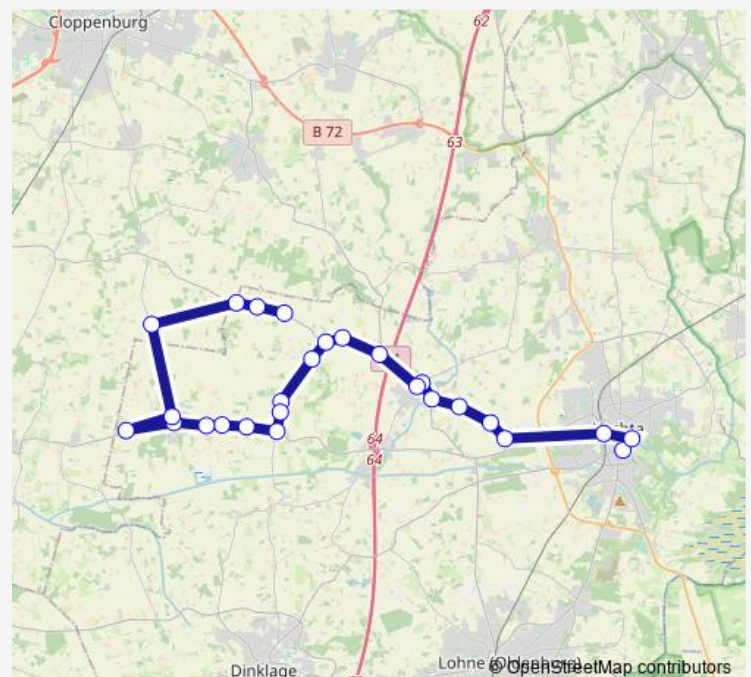 62
Cloppenburg
B 72
63
64
64
Dinklage
Lohne (Oldenburg)
© OpenStreetMap contributors